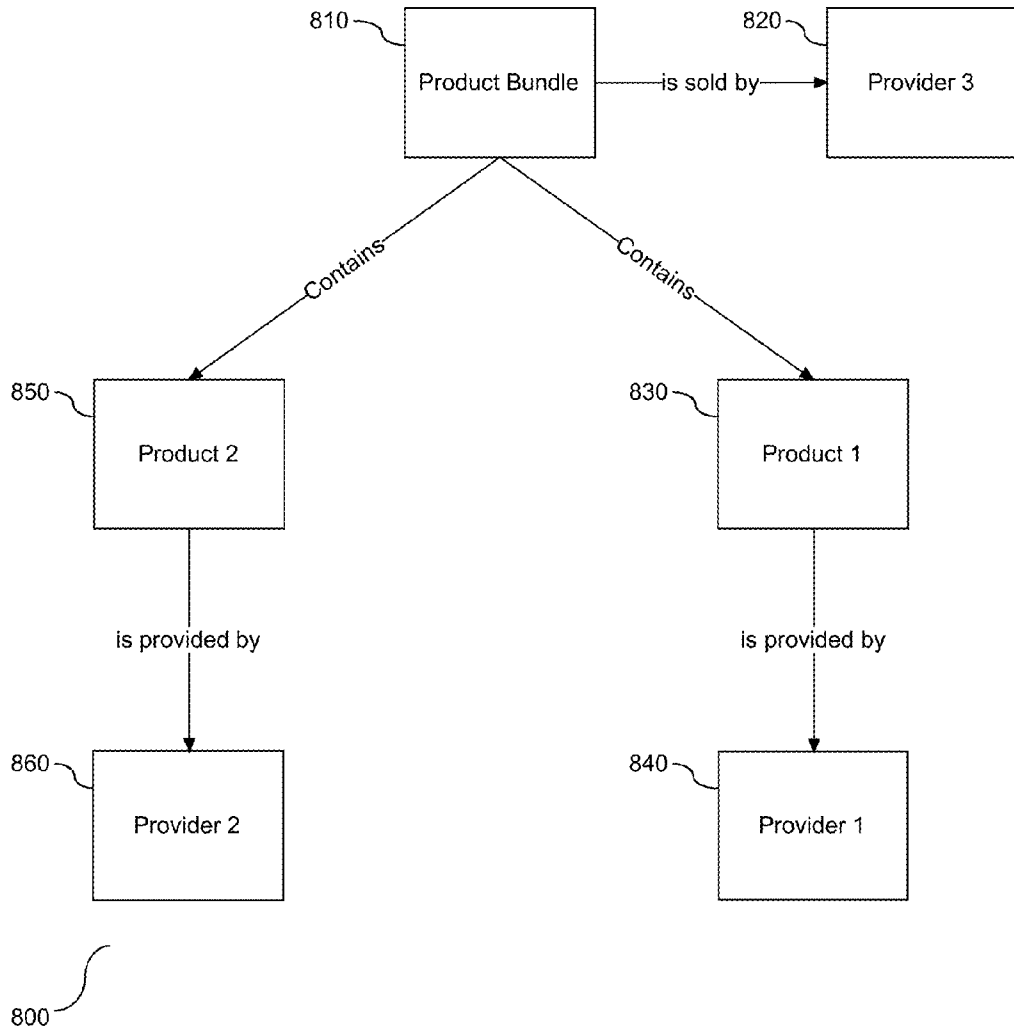 810
820
Product Bundle
is sold by
Provider 3
Contains
Contains
850
830
Product 2
Product 1
is provided by
is provided by
860
840
Provider 2
Provider 1
800